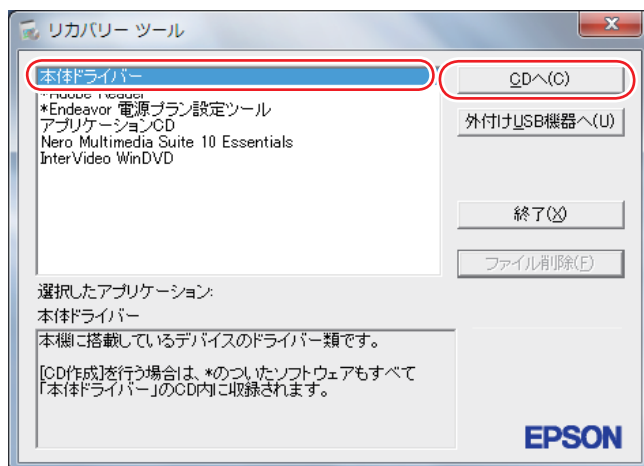 リカバリー ツール
本体ドライバー
*Adobe Reader
*Endeavor 電源プラン設定ツール
アプリケーションCD
Nero Multimedia Suite 10 Essentials
InterVideo WinDVD
CDへ(C)
外付けUSB機器へ(U)
終了(X)
ファイル削除(F)
選択したアプリケーション:
本体ドライバー
本機に搭載しているデバイスのドライバー類です。
[CD作成]を行う場合は、*のついたソフトウェアもすべて
「本体ドライバー」のCD内に収録されます。
EPSON